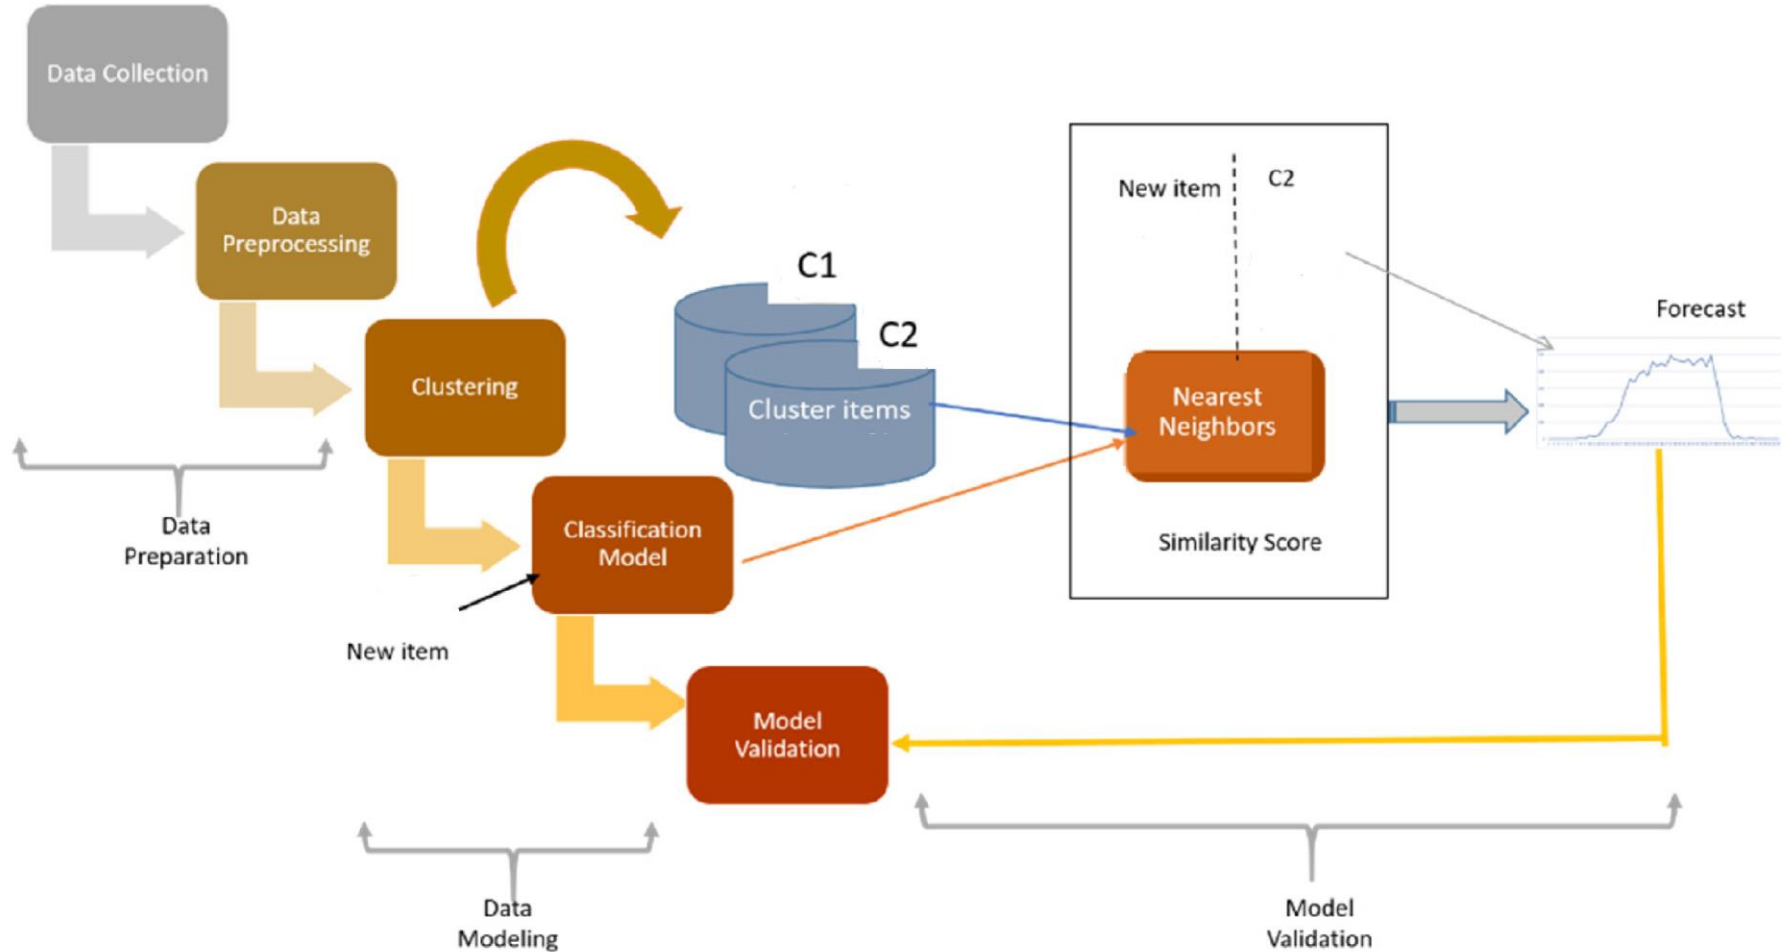 Data Collection
Data
Preprocessing
Clustering
C1
C2
Cluster items
New item
C2
Nearest
Neighbors
Similarity Score
Forecast
Data
Preparation
Classification
Model
New item
Model
Validation
Data
Modeling
Model
Validation